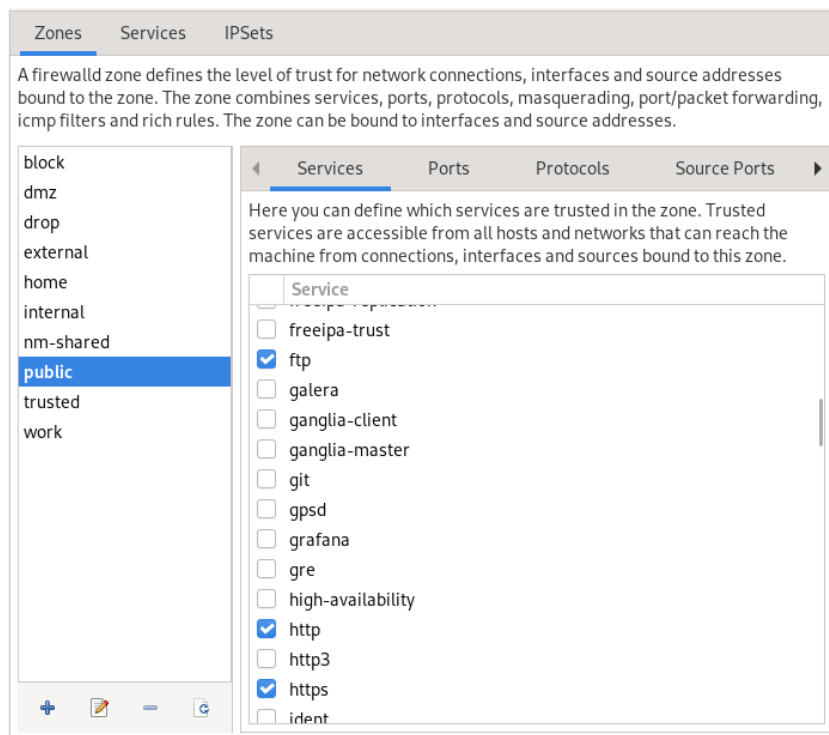 Zones Services IPSets
A firewalld zone defines the level of trust for network connections, interfaces and source addresses
bound to the zone. The zone combines services, ports, protocols, masquerading, port/packet forwarding,
icmp filters and rich rules. The zone can be bound to interfaces and source addresses.
block
dmz
drop
external
home
internal
nm-shared
public
trusted
work
Services Ports Protocols Source Ports
Here you can define which services are trusted in the zone. Trusted
services are accessible from all hosts and networks that can reach the
machine from connections, interfaces and sources bound to this zone.
Service
freeipa-replication
freeipa-trust
ftp
galera
ganglia-client
ganglia-master
git
gpsd
grafana
gre
high-availability
http
http3
https
ident